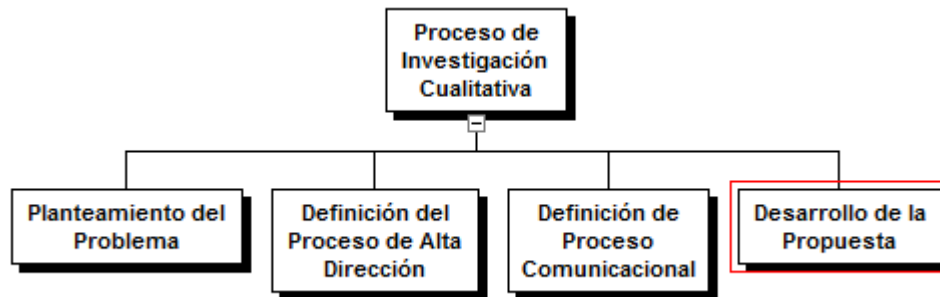 Proceso de
Investigación
Cualitativa
Planteamiento del
Problema
Definición del
Proceso de Alta
Dirección
Definición de
Proceso
Comunicacional
Desarrollo de la
Propuesta